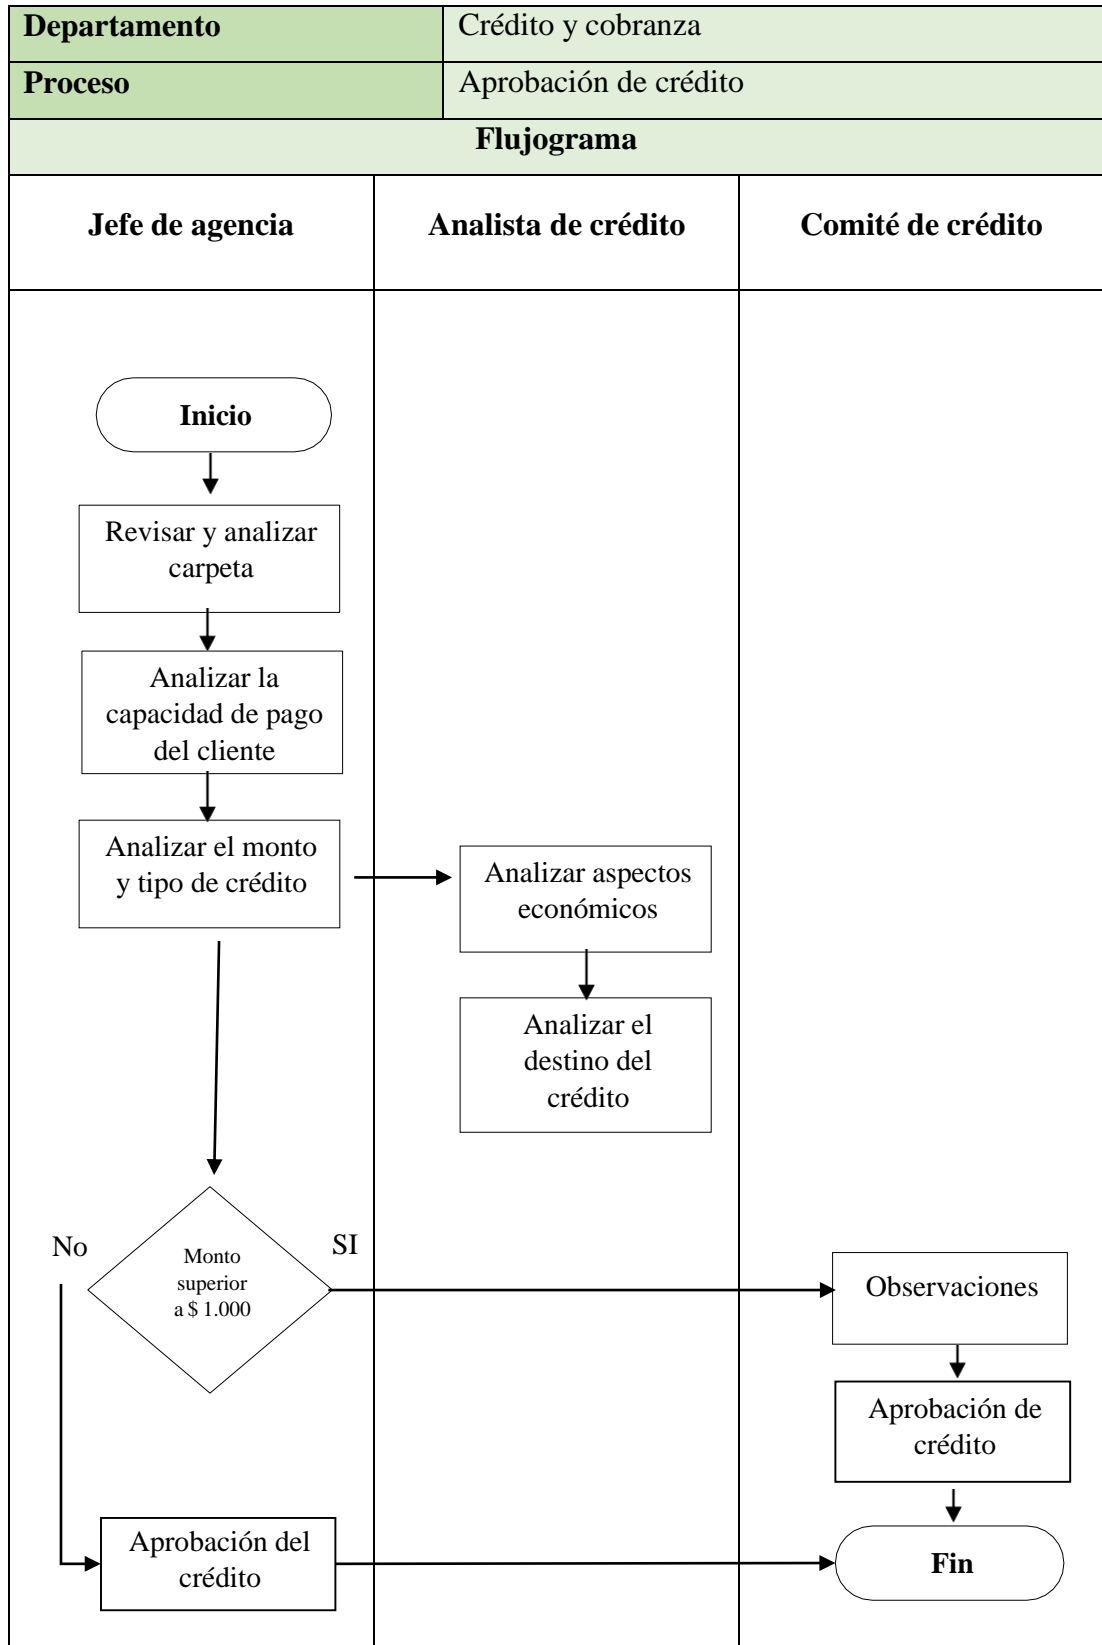 Departamento
Crédito y cobranza
Proceso
Aprobación de crédito
Flujograma
Jefe de agencia
Analista de crédito
Comité de crédito
Inicio
Revisar y analizar
carpeta
Analizar la
capacidad de pago
del cliente
Analizar el monto
y tipo de crédito
Analizar aspectos
económicos
Analizar el
destino del
crédito
No
Monto
superior
a $ 1.000
SI
Observaciones
Aprobación de
crédito
Aprobación del
crédito
Fin